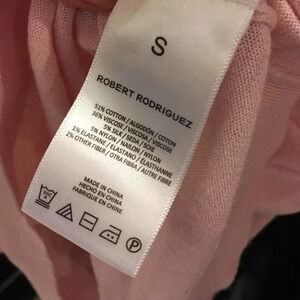 S
ROBERT RODRIGUEZ
51% COTTON / ALGODÓN / COTON
36% VISCOSE / VISCOSA / VISCOSE
5% SILK / SEDA / SOIE
5% NYLON / NAILON / NYLON
1% ELASTANE / ELASTANO / ÉLASTHANNE
2% OTHER FIBER / OTRA FIBRA / AUTRE FIBRE
MADE IN CHINA
HECHO EN CHINA
FABRIQUÉ EN CHINE
P